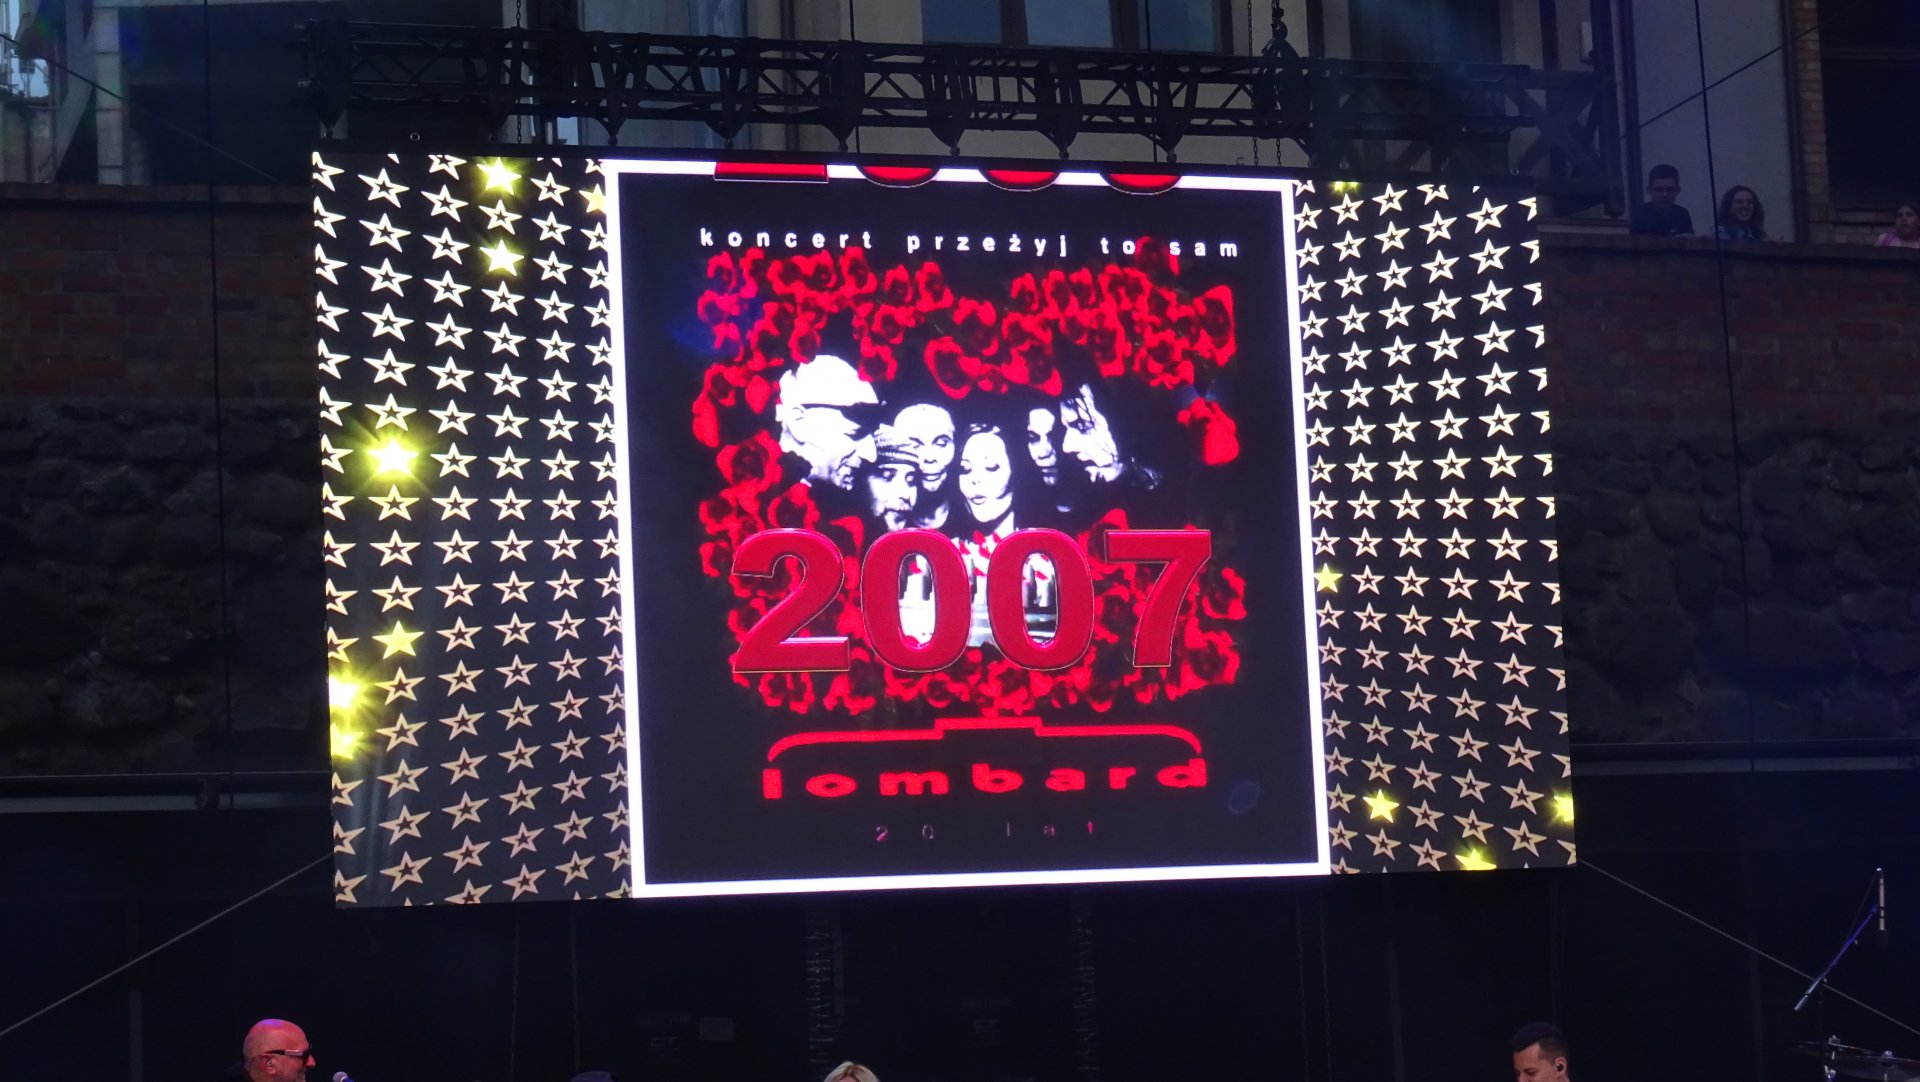 koncert przeżyj to sam
2007
lombard
20 lat